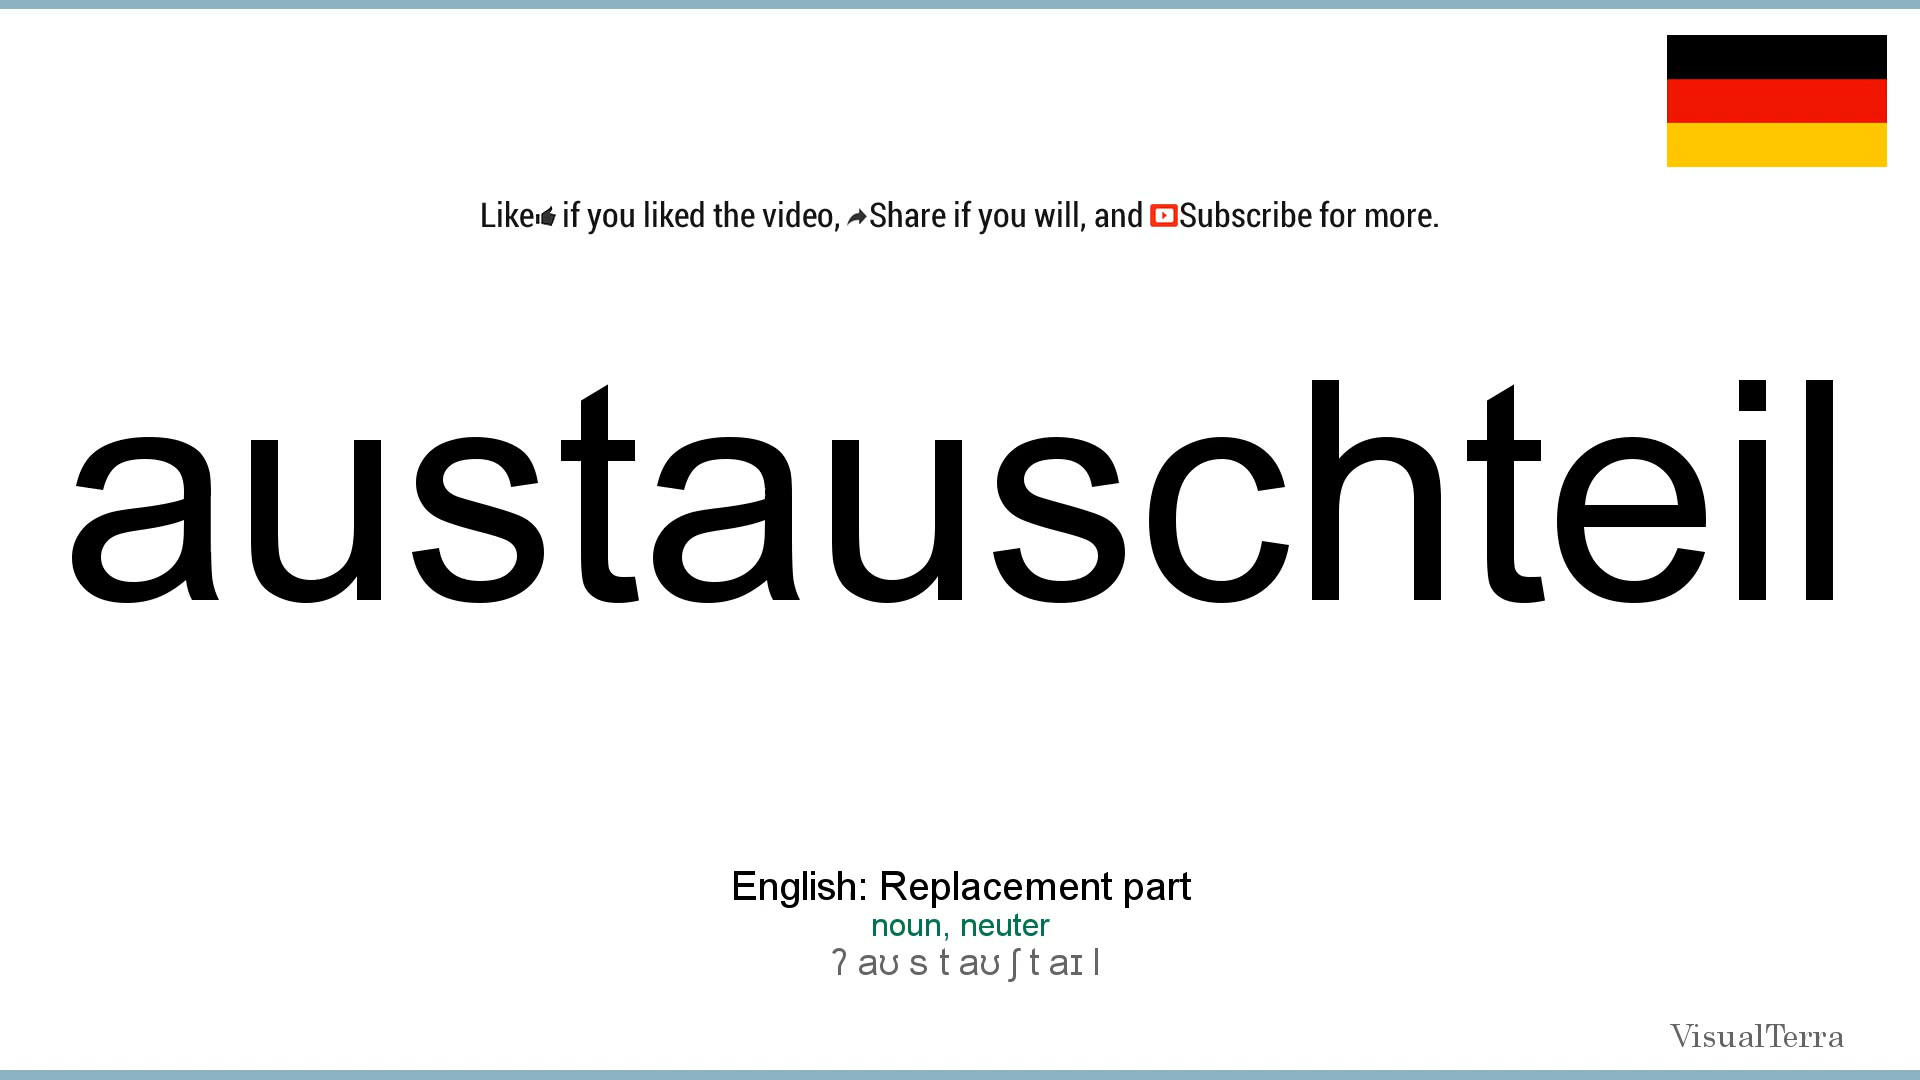 Like if you liked the video, Share if you will, and Subscribe for more.
austauschteil
English: Replacement part
noun, neuter
ʔ aʊ s t aʊ ʃ t aɪ l
VisualTerra